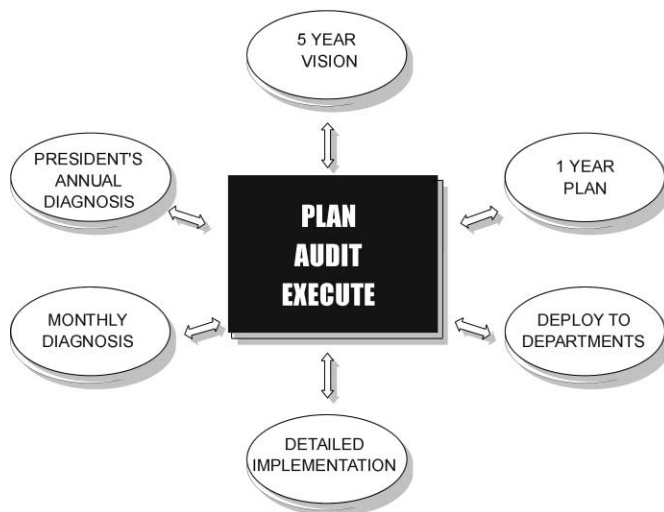 5 YEAR
VISION
PRESIDENT'S
ANNUAL
DIAGNOSIS
1 YEAR
PLAN
PLAN
AUDIT
EXECUTE
MONTHLY
DIAGNOSIS
DEPLOY TO
DEPARTMENTS
DETAILED
IMPLEMENTATION